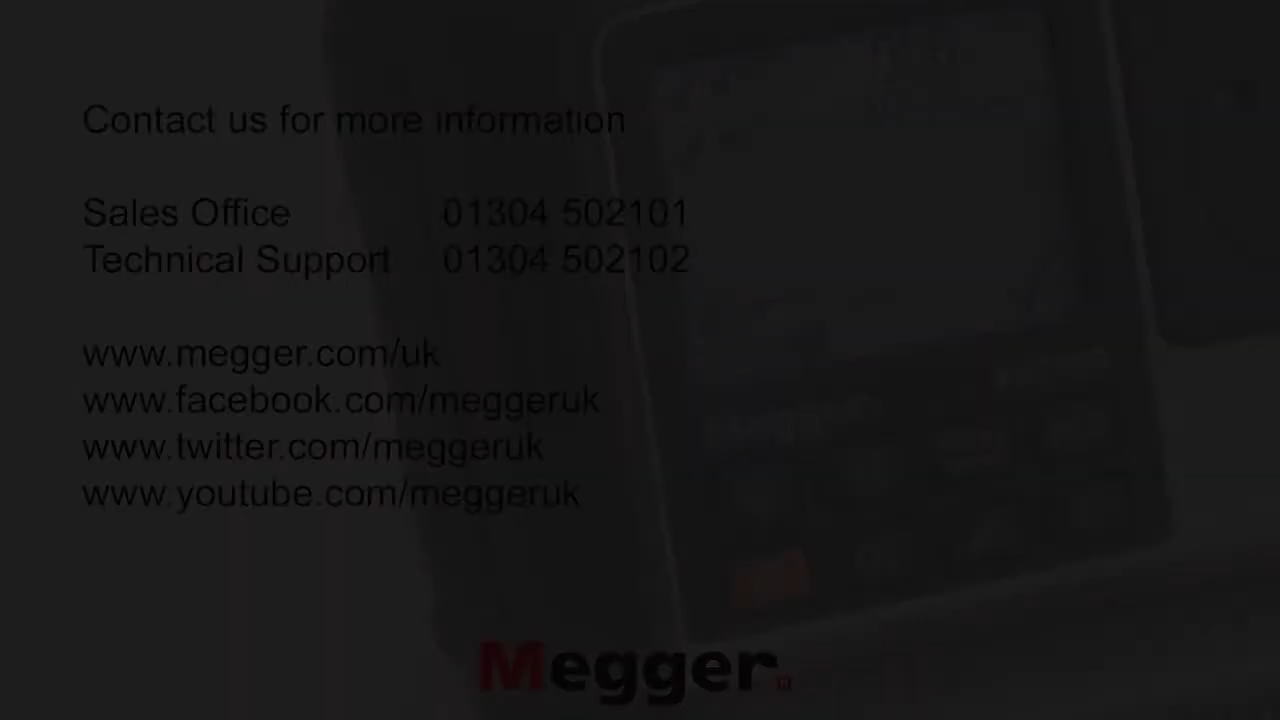 Contact us for more information
Sales Office 01304 502101
Technical Support 01304 502102
www.megger.com/uk
www.facebook.com/meggeruk
www.twitter.com/meggeruk
www.youtube.com/meggeruk
Megger